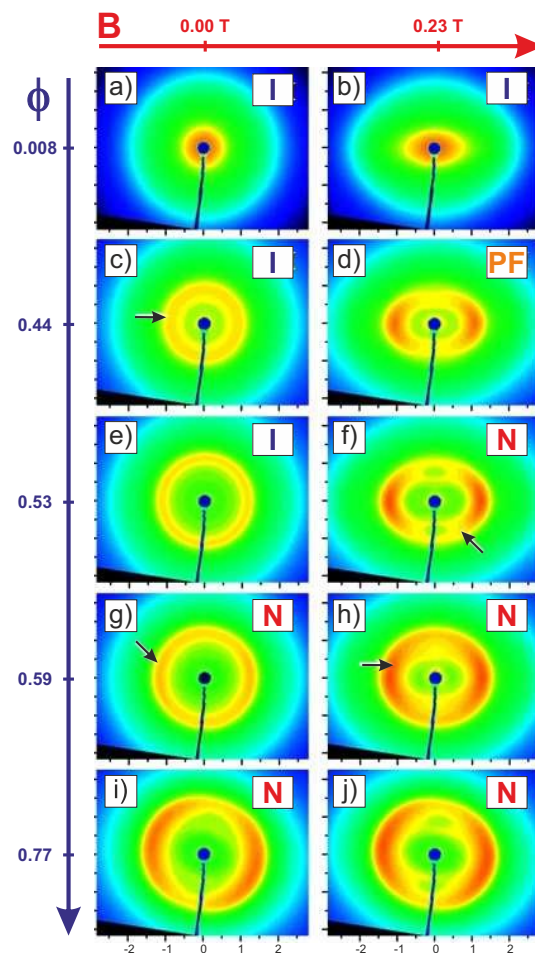 B 0.00 T 0.23 T
ϕ
0.008 a) I b) I
0.44 c) I d) PF
0.53 e) I f) N
0.59 g) N h) N
0.77 i) N j) N
-2 -1 0 1 2 -2 -1 0 1 2